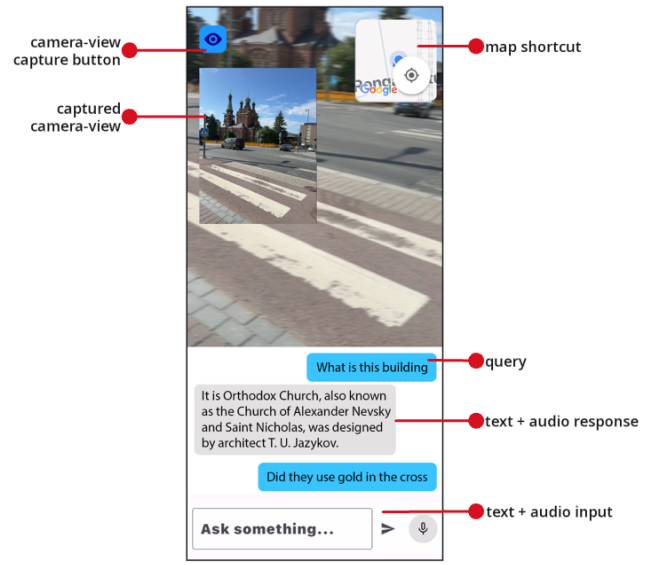 camera-view
capture button
captured
camera-view
map shortcut
Google
What is this building
query
It is Orthodox Church, also known
as the Church of Alexander Nevsky
and Saint Nicholas, was designed
by architect T. U. Jazykov.
text + audio response
Did they use gold in the cross
text + audio input
Ask something...